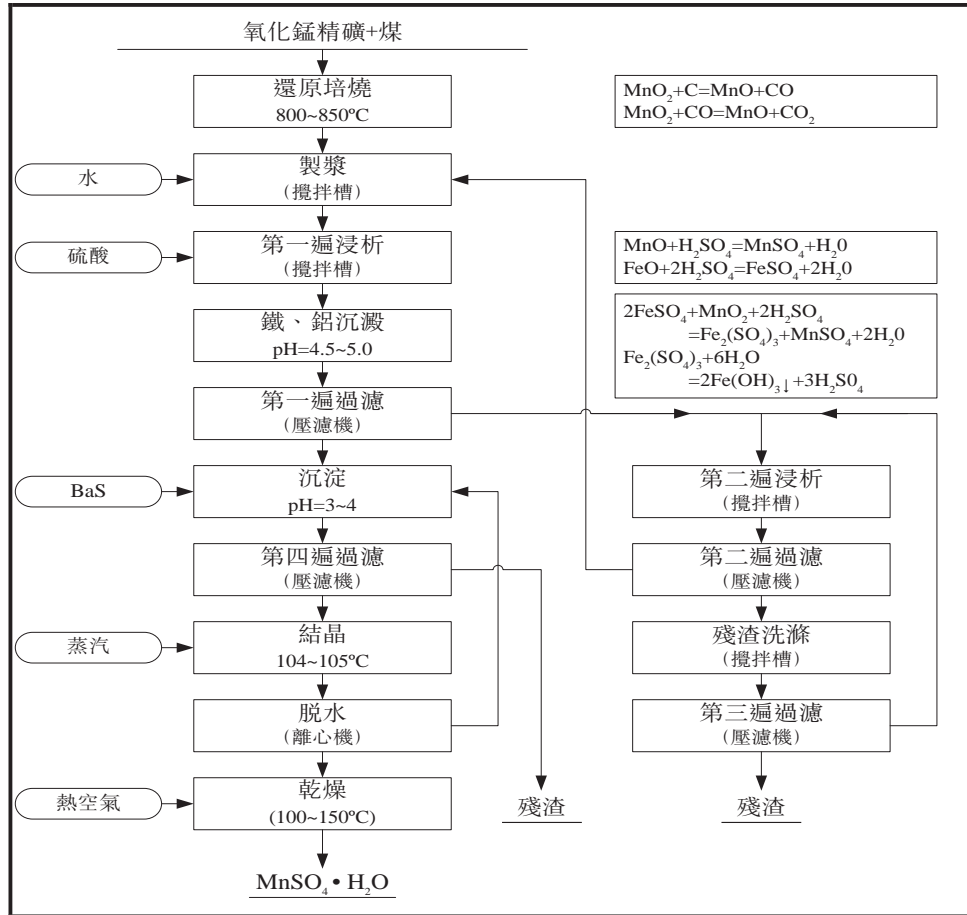 氧化錳精礦+煤
還原培燒
800~850ºC
MnO2+C=MnO+CO
MnO2+CO=MnO+CO2
水
製漿
(攪拌槽)
硫酸
第一遍浸析
(攪拌槽)
MnO+H2SO4=MnSO4+H20
FeO+2H2SO4=FeSO4+2H20
鐵、鋁沉澱
pH=4.5~5.0
2FeSO4+MnO2+2H2SO4
=Fe2(SO4)3+MnSO4+2H20
Fe2(SO4)3+6H2O
=2Fe(OH)3↓+3H2S04
第一遍過濾
(壓濾機)
BaS
沉淀
pH=3~4
第二遍浸析
(攪拌槽)
第四遍過濾
(壓濾機)
第二遍過濾
(壓濾機)
蒸汽
結晶
104~105ºC
殘渣洗滌
(攪拌槽)
脫水
(離心機)
第三遍過濾
(壓濾機)
熱空氣
乾燥
(100~150ºC)
殘渣
殘渣
MnSO4•H2O